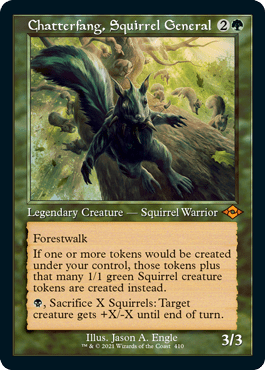 Chatterfang, Squirrel General 2
Legendary Creature — Squirrel Warrior
Forestwalk
If one or more tokens would be created
under your control, those tokens plus
that many 1/1 green Squirrel creature
tokens are created instead.
, Sacrifice X Squirrels: Target
creature gets +X/-X until end of turn.
Illus. Jason A. Engle
™ & © 2021 Wizards of the Coast 410
3/3